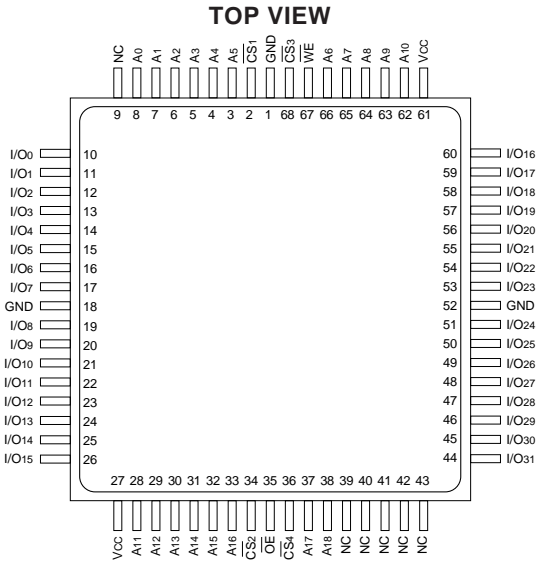 TOP VIEW
NC A0 A1 A2 A3 A4 A5 C̅S̅1̅ GND C̅S̅3̅ W̅E̅ A6 A7 A8 A9 A10 VCC
9 8 7 6 5 4 3 2 1 68 67 66 65 64 63 62 61
I/O0 10 60 I/O16
I/O1 11 59 I/O17
I/O2 12 58 I/O18
I/O3 13 57 I/O19
I/O4 14 56 I/O20
I/O5 15 55 I/O21
I/O6 16 54 I/O22
I/O7 17 53 I/O23
GND 18 52 GND
I/O8 19 51 I/O24
I/O9 20 50 I/O25
I/O10 21 49 I/O26
I/O11 22 48 I/O27
I/O12 23 47 I/O28
I/O13 24 46 I/O29
I/O14 25 45 I/O30
I/O15 26 44 I/O31
27 28 29 30 31 32 33 34 35 36 37 38 39 40 41 42 43
VCC A11 A12 A13 A14 A15 A16 C̅S̅2̅ O̅E̅ C̅S̅4̅ A17 A18 NC NC NC NC NC